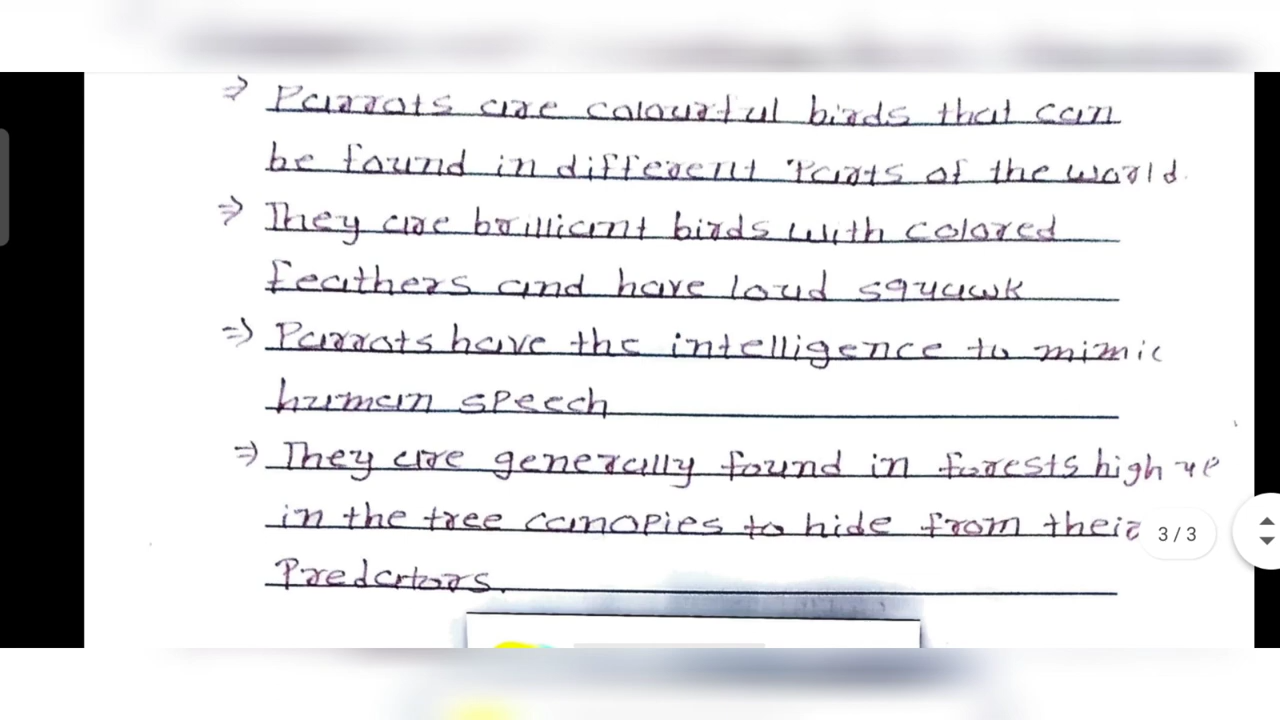 ⇒ Parrots are colourful birds that can
be found in different Parts of the world.
⇒ They are brilliant birds with colored
feathers and have loud squawk
⇒ Parrots have the intelligence to mimic
human speech
⇒ They are generally found in forests high up
in the tree canopies to hide from their
3/3
Predators.